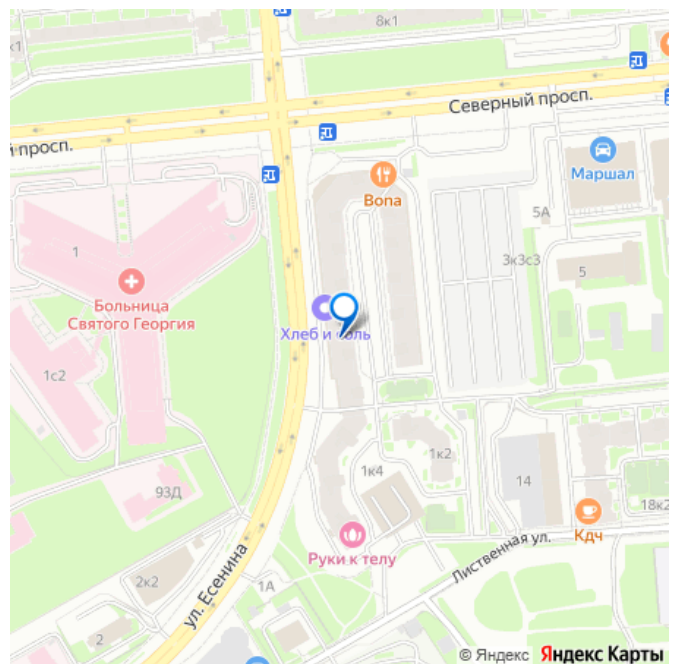 8к1
к1
Северный просп.
й просп.
Маршал
Вопа
5А
1
3к3с3
5
Больница
Святого Георгия
Хлеб и соль
1с2
1к2
1к4
14
93Д
18к2
Кдч
Руки к телу
Лиственная ул.
2к2
1А
ул. Есенина
2
© Яндекс Яндекс Карты